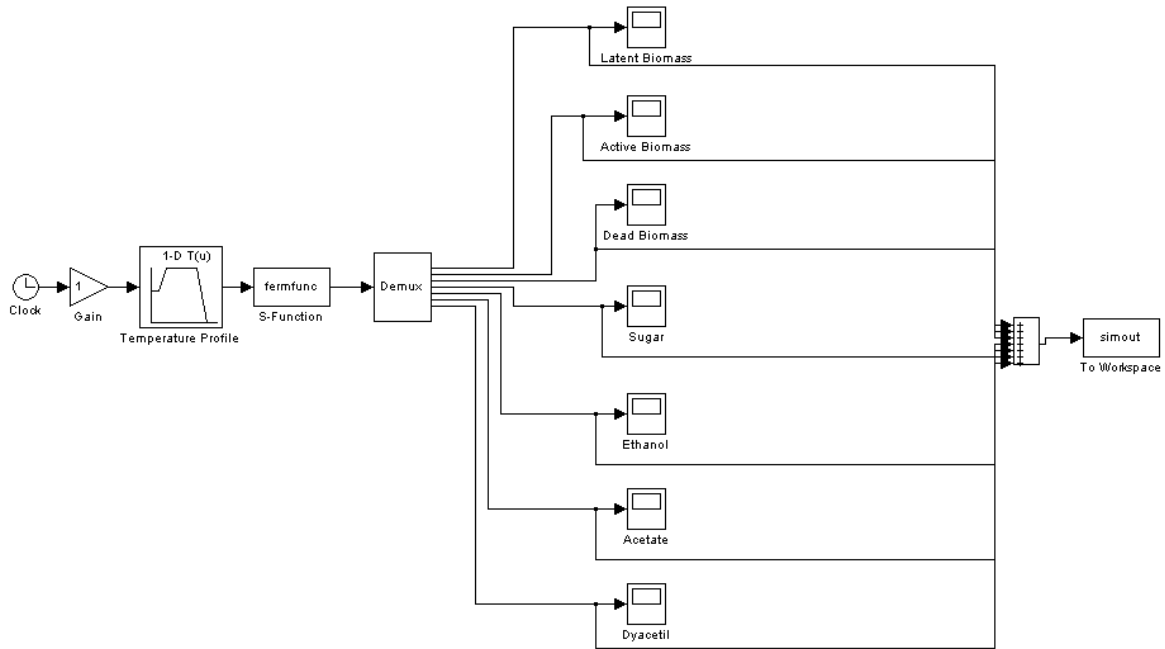 Latent Biomass
Active Biomass
Dead Biomass
1-D T(u)
Clock
1
Gain
Temperature Profile
fermfunc
S-Function
Demux
Sugar
Ethanol
Acetate
Dyacetil
+
+
+
+
+
+
+
simout
To Workspace